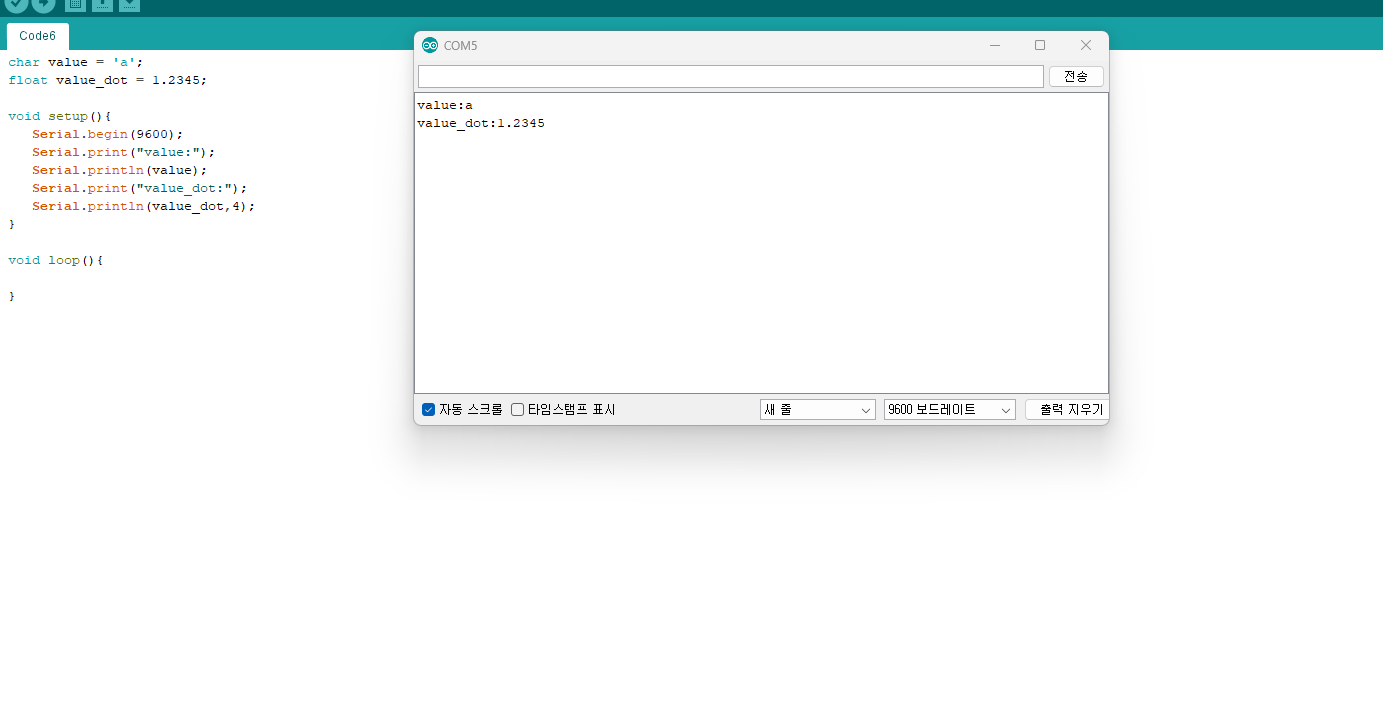 Code6
char value = 'a';
float value_dot = 1.2345;
void setup(){
Serial.begin(9600);
Serial.print("value:");
Serial.println(value);
Serial.print("value_dot:");
Serial.println(value_dot,4);
}
void loop(){
}
COM5
전송
value:a
value_dot:1.2345
자동 스크롤 타임스탬프 표시 새 줄 9600 보드레이트 출력 지우기